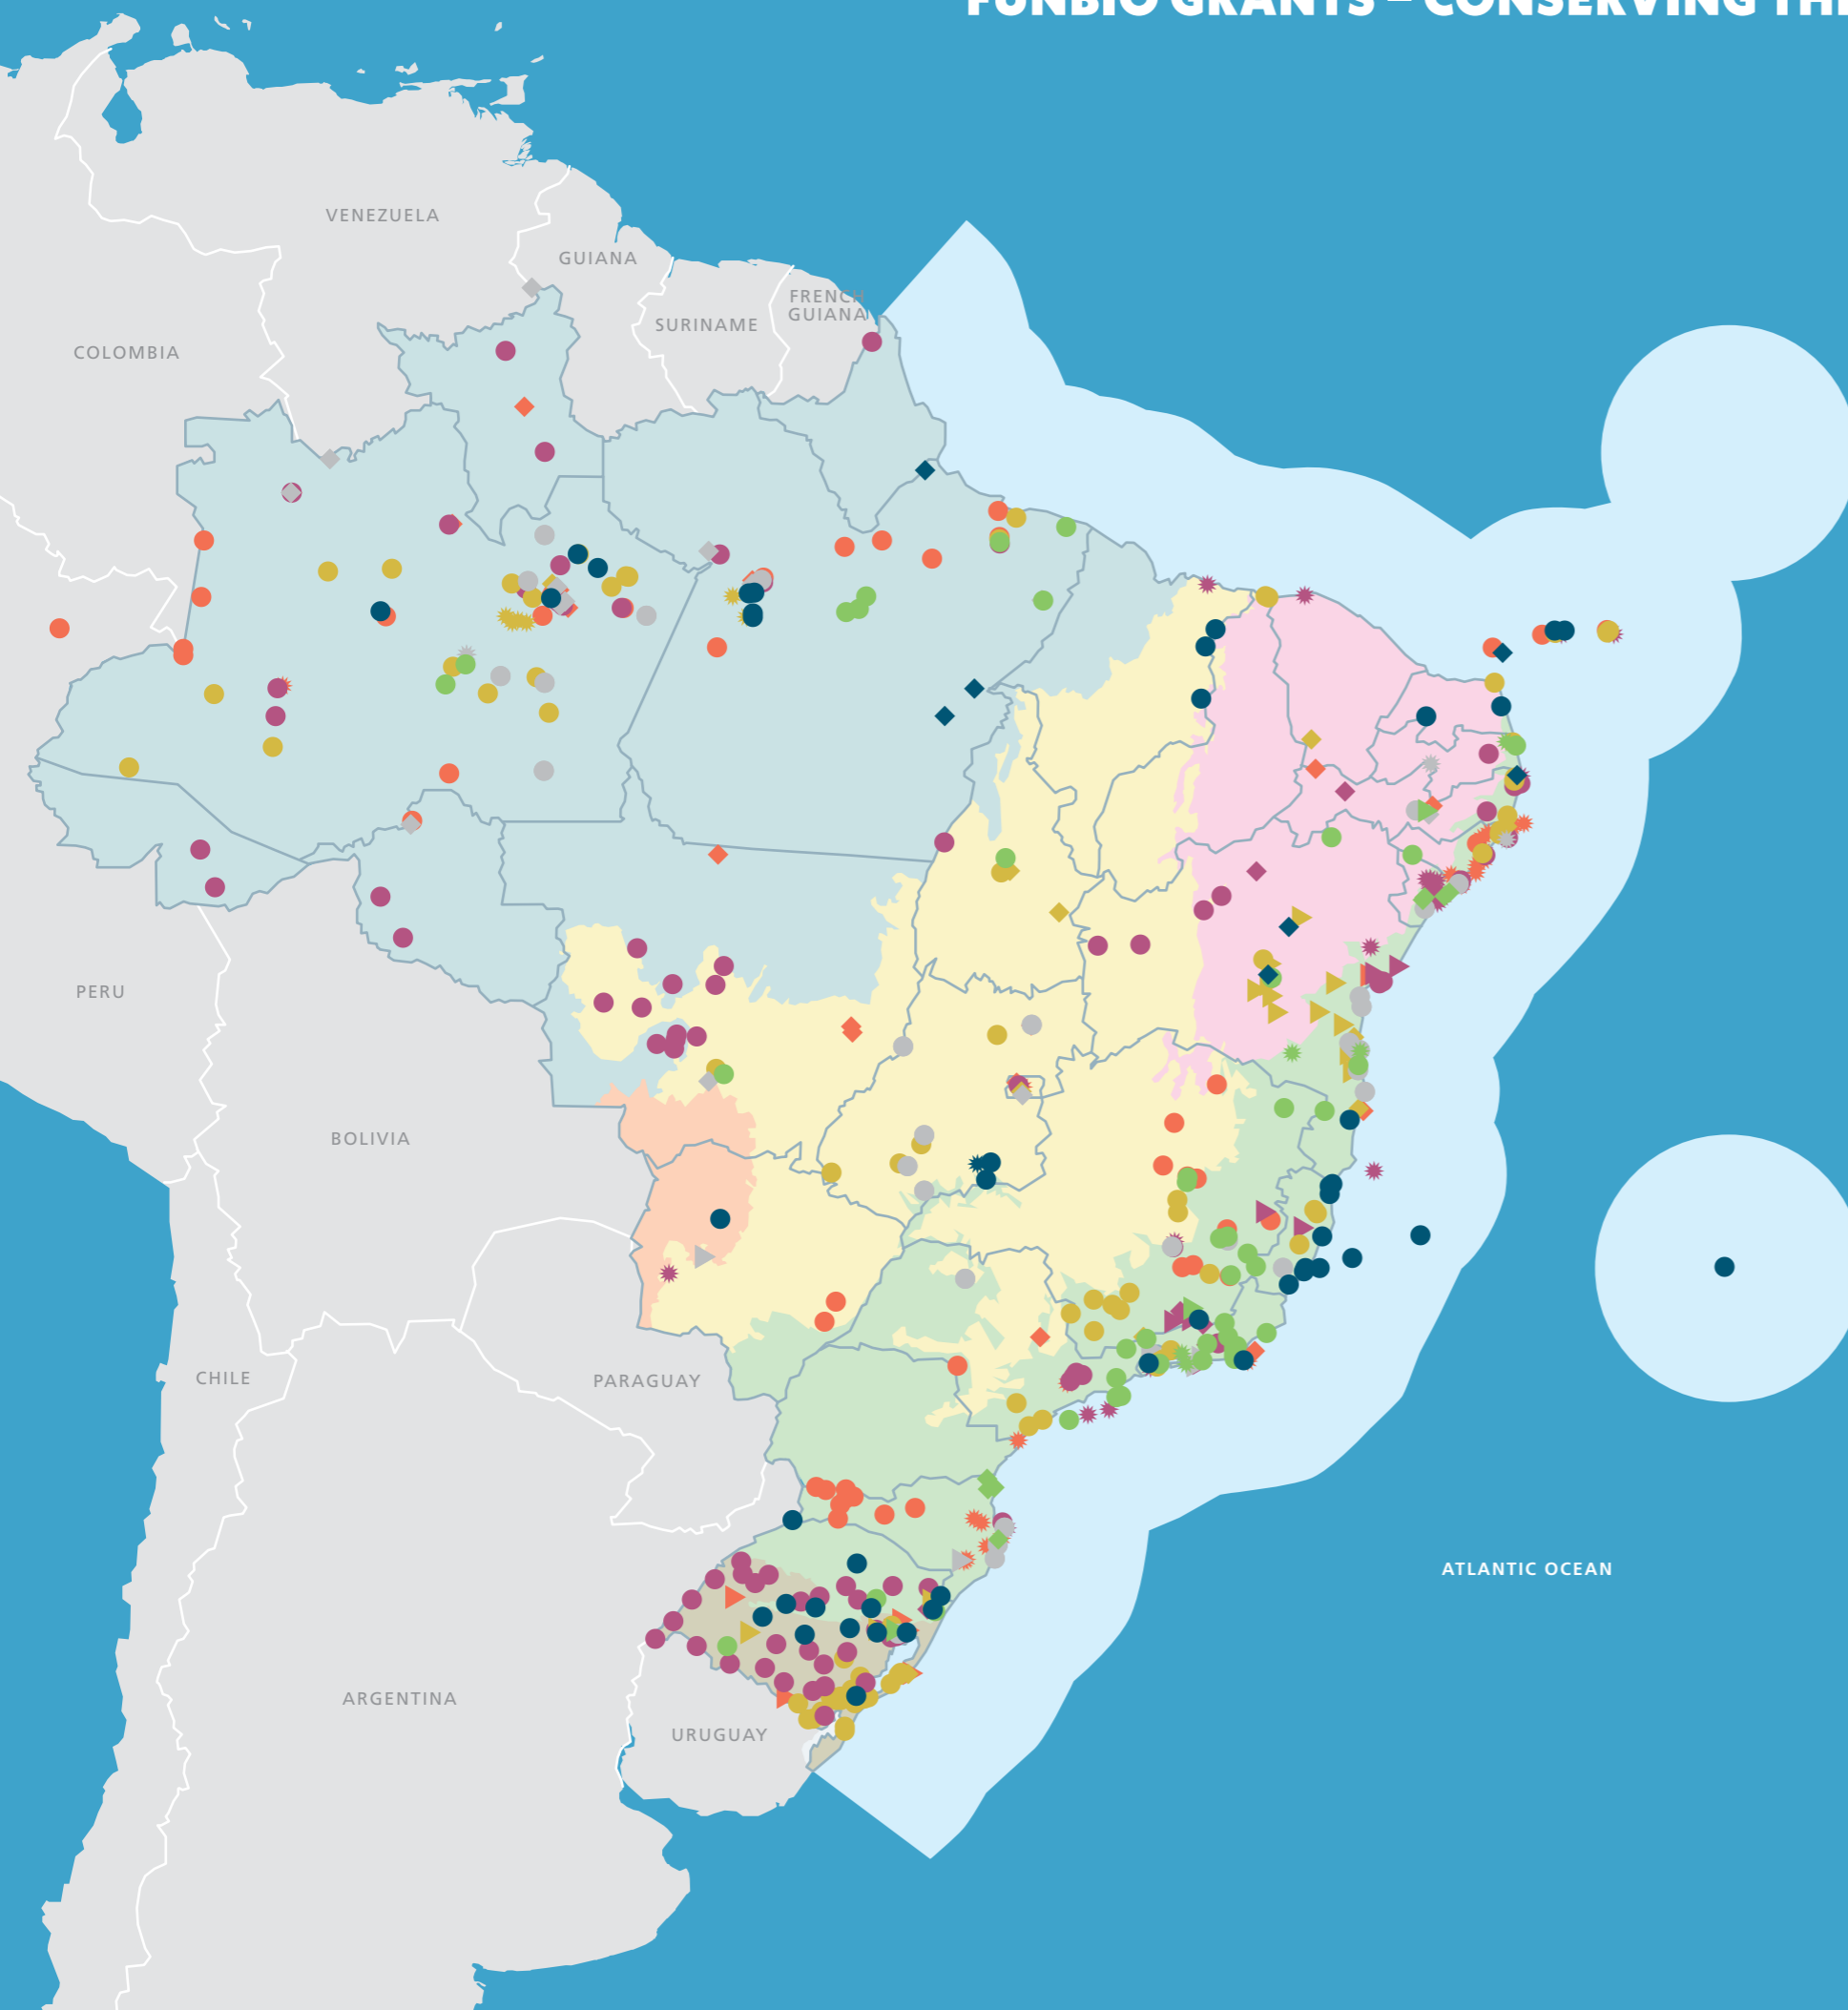 FUNBIO GRANTS – CONSERVING THE
VENEZUELA
GUIANA
FRENCH
GUIANA
SURINAME
COLOMBIA
PERU
BOLIVIA
CHILE
PARAGUAY
ATLANTIC OCEAN
ARGENTINA
URUGUAY